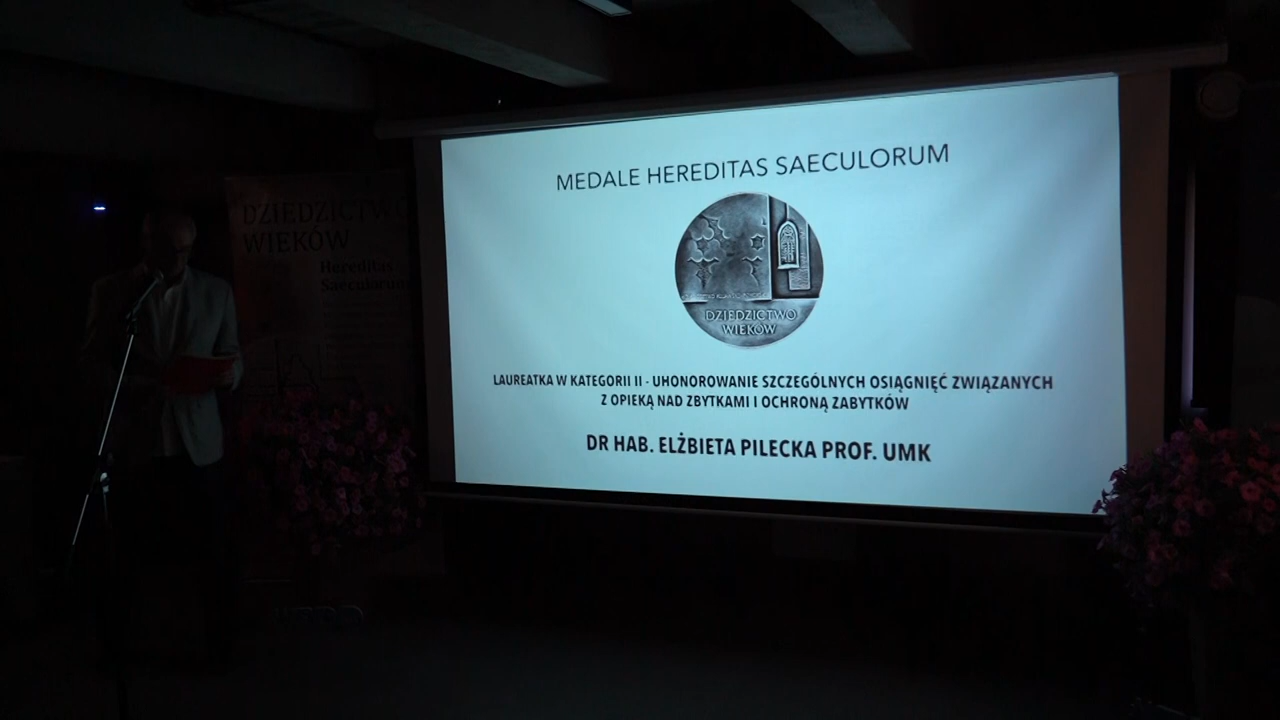 MEDALE HEREDITAS SAECULORUM
DZIEDZICTWO
WIEKÓW
LAUREATKA W KATEGORII II - UHONOROWANIE SZCZEGÓLNYCH OSIĄGNIĘĆ ZWIĄZANYCH
Z OPIEKĄ NAD ZBYTKAMI I OCHRONĄ ZABYTKÓW
DR HAB. ELŻBIETA PILECKA PROF. UMK
DZIEDZICTWO
WIEKÓW
Hereditas
Saeculorum